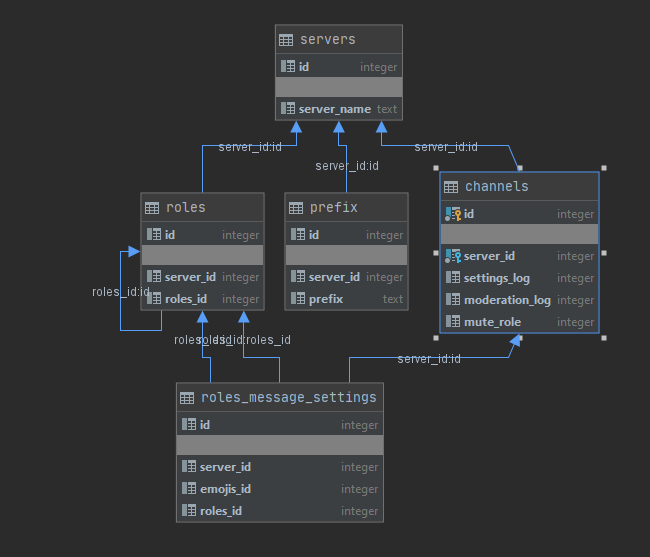 servers
id integer
server_name text
server_id:id
server_id:id
server_id:id
roles
id integer
server_id integer
roles_id integer
prefix
id integer
server_id integer
prefix text
channels
id integer
server_id integer
settings_log integer
moderation_log integer
mute_role integer
roles_id:id
roles_id:roles_id
server_id:id
roles_message_settings
id integer
server_id integer
emojis_id integer
roles_id integer